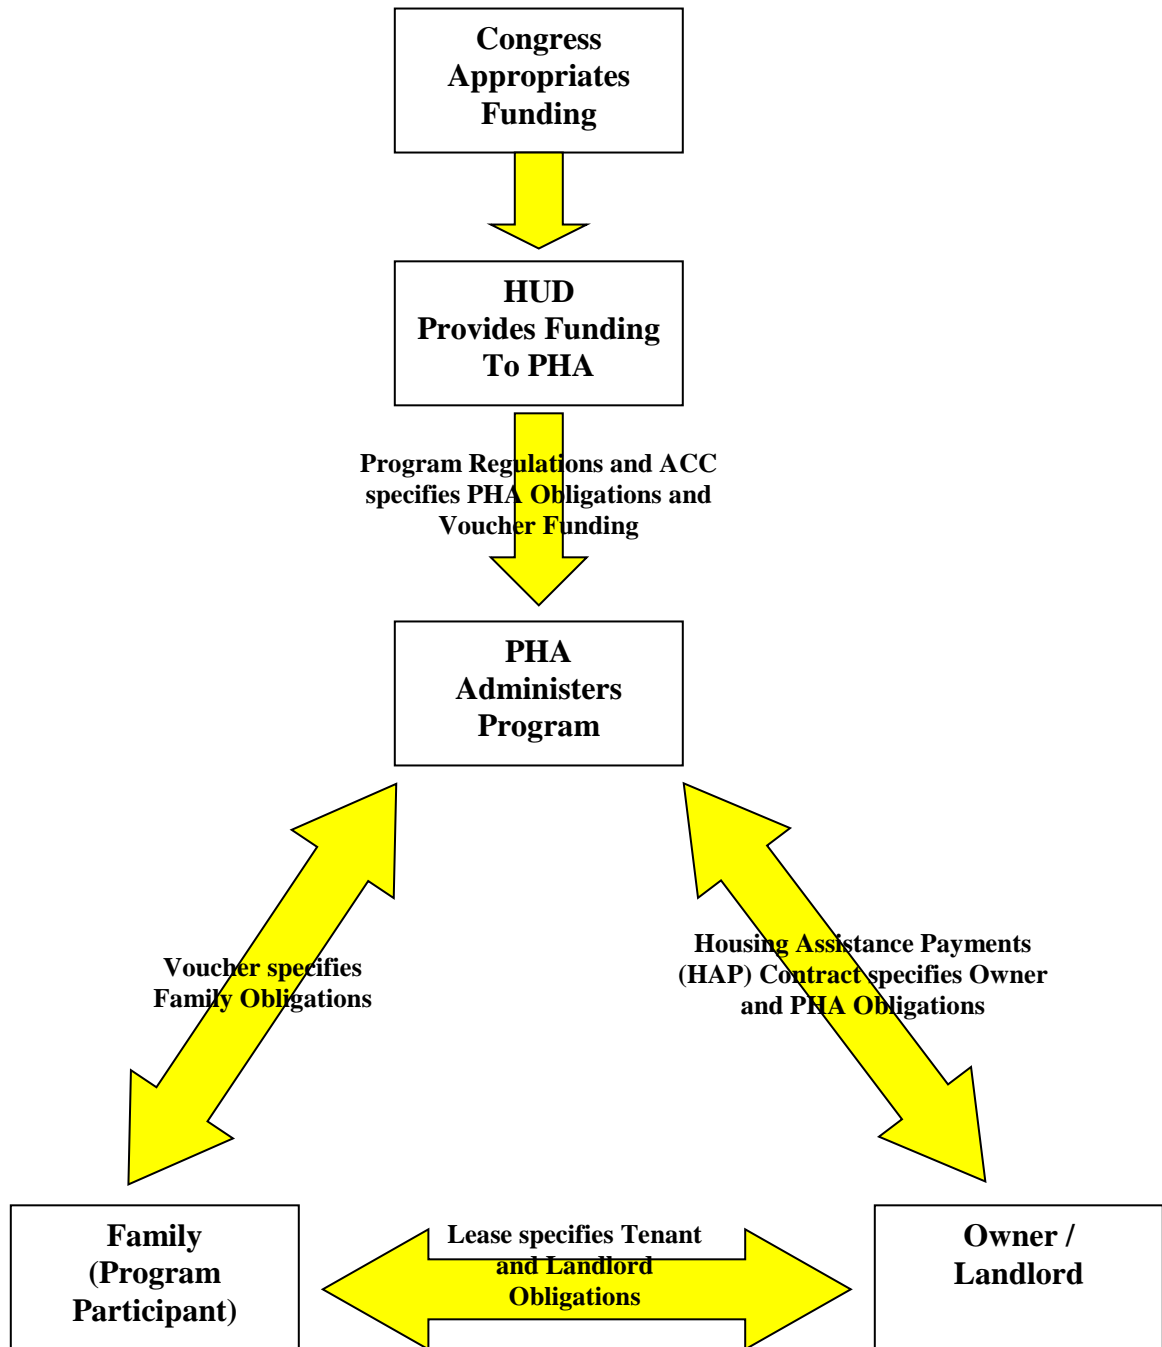 Congress
Appropriates
Funding
HUD
Provides Funding
To PHA
Program Regulations and ACC
specifies PHA Obligations and
Voucher Funding
PHA
Administers
Program
Voucher specifies
Family Obligations
Housing Assistance Payments
(HAP) Contract specifies Owner
and PHA Obligations
Family
(Program
Participant)
Lease specifies Tenant
and Landlord
Obligations
Owner /
Landlord